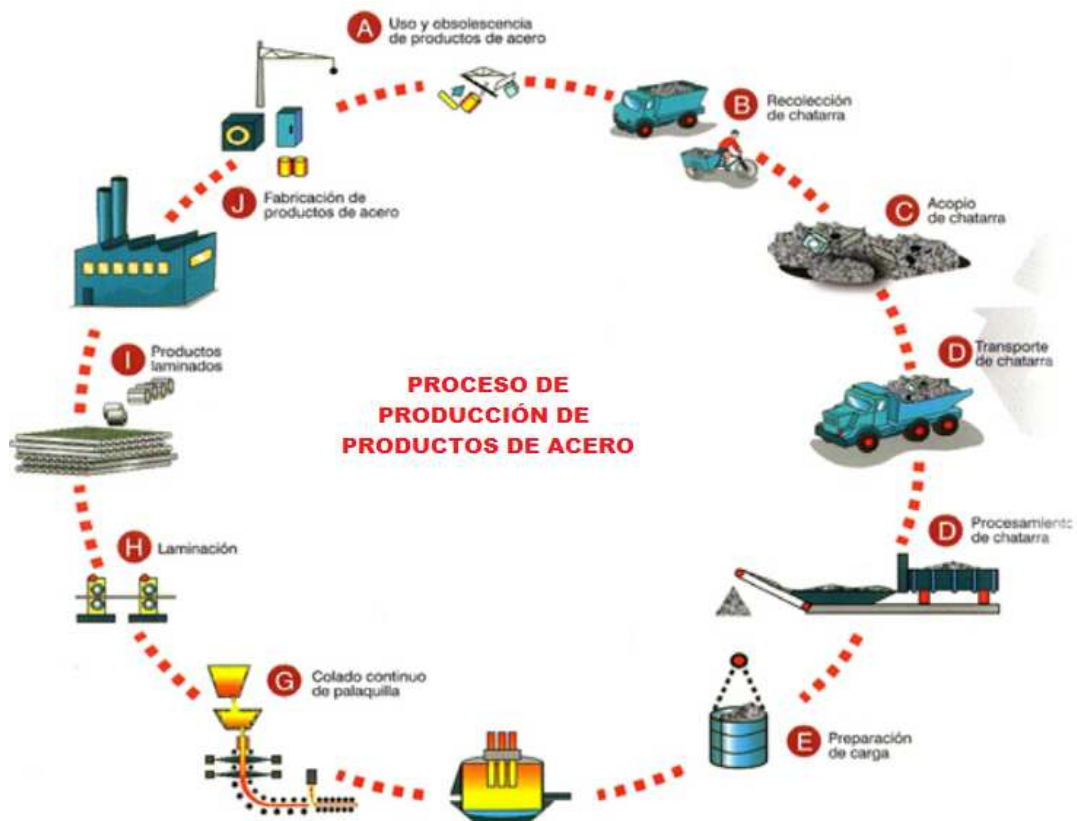 A
Uso y obsolescencia
de productos de acero
B
Recolección
de chatarra
C
Acopio
de chatarra
D
Transporte
de chatarra
D
Procesamiento
de chatarra
E
Preparación
de carga
G
Colado continuo
de palaquilla
H
Laminación
I
Productos
laminados
J
Fabricación de
productos de acero
PROCESO DE
PRODUCCIÓN DE
PRODUCTOS DE ACERO